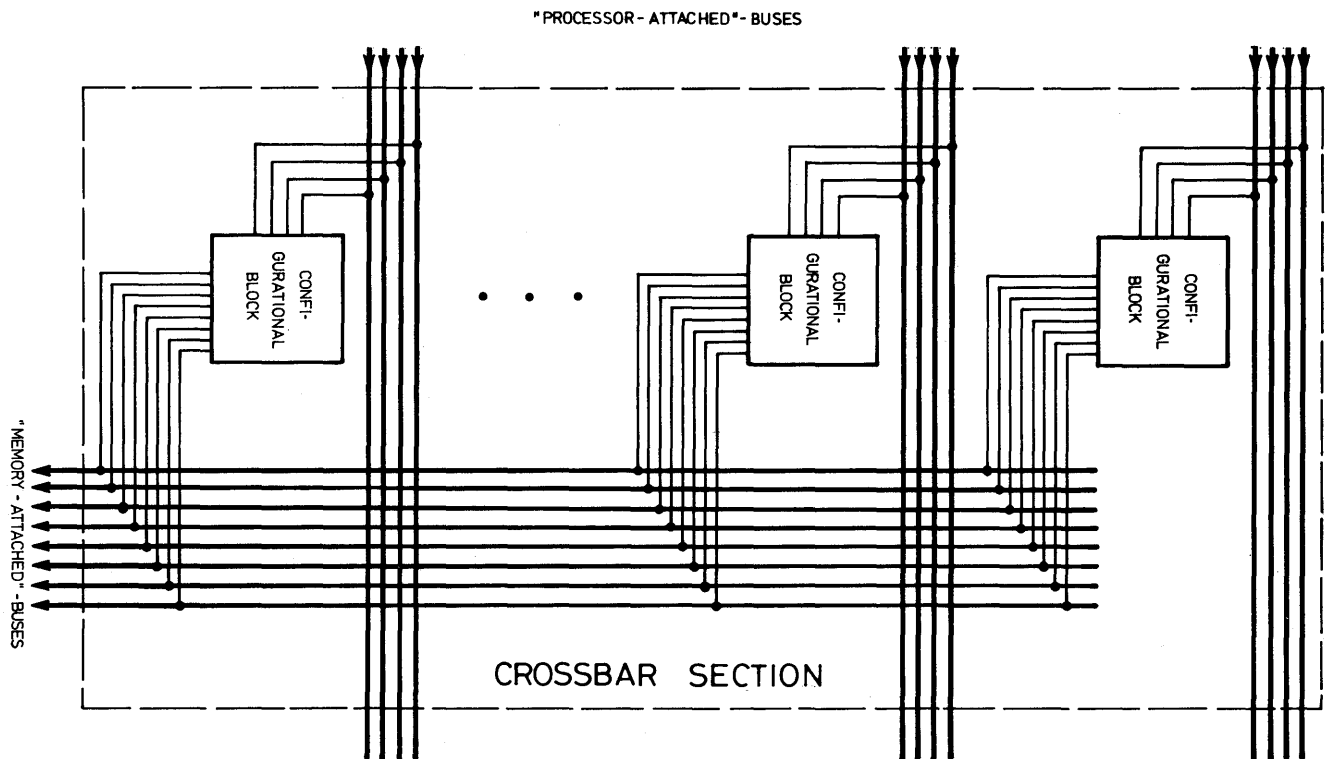 "PROCESSOR - ATTACHED" - BUSES
CONFI-
GURATIONAL
BLOCK
CONFI-
GURATIONAL
BLOCK
CONFI-
GURATIONAL
BLOCK
"MEMORY - ATTACHED" - BUSES
CROSSBAR SECTION